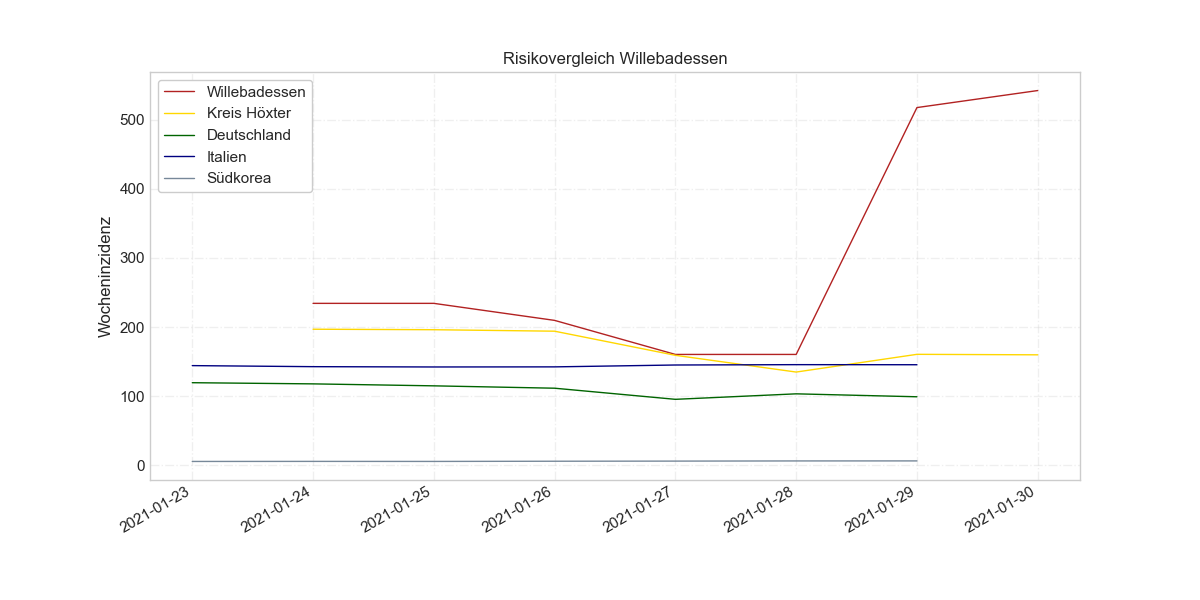 Risikovergleich Willebadessen
Willebadessen
Kreis Höxter
Deutschland
Italien
Südkorea
Wocheninzidenz
500
400
300
200
100
0
2021-01-23
2021-01-24
2021-01-25
2021-01-26
2021-01-27
2021-01-28
2021-01-29
2021-01-30